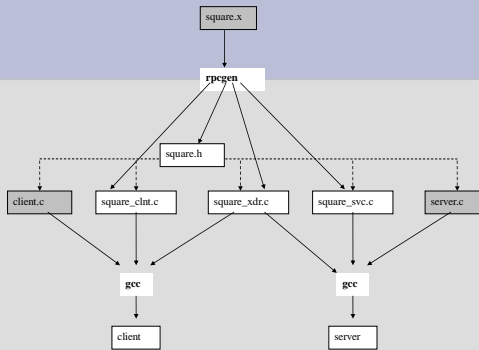 square.x
rpcgen
square.h
client.c
square_clnt.c
square_xdr.c
square_svc.c
server.c
gcc
gcc
client
server